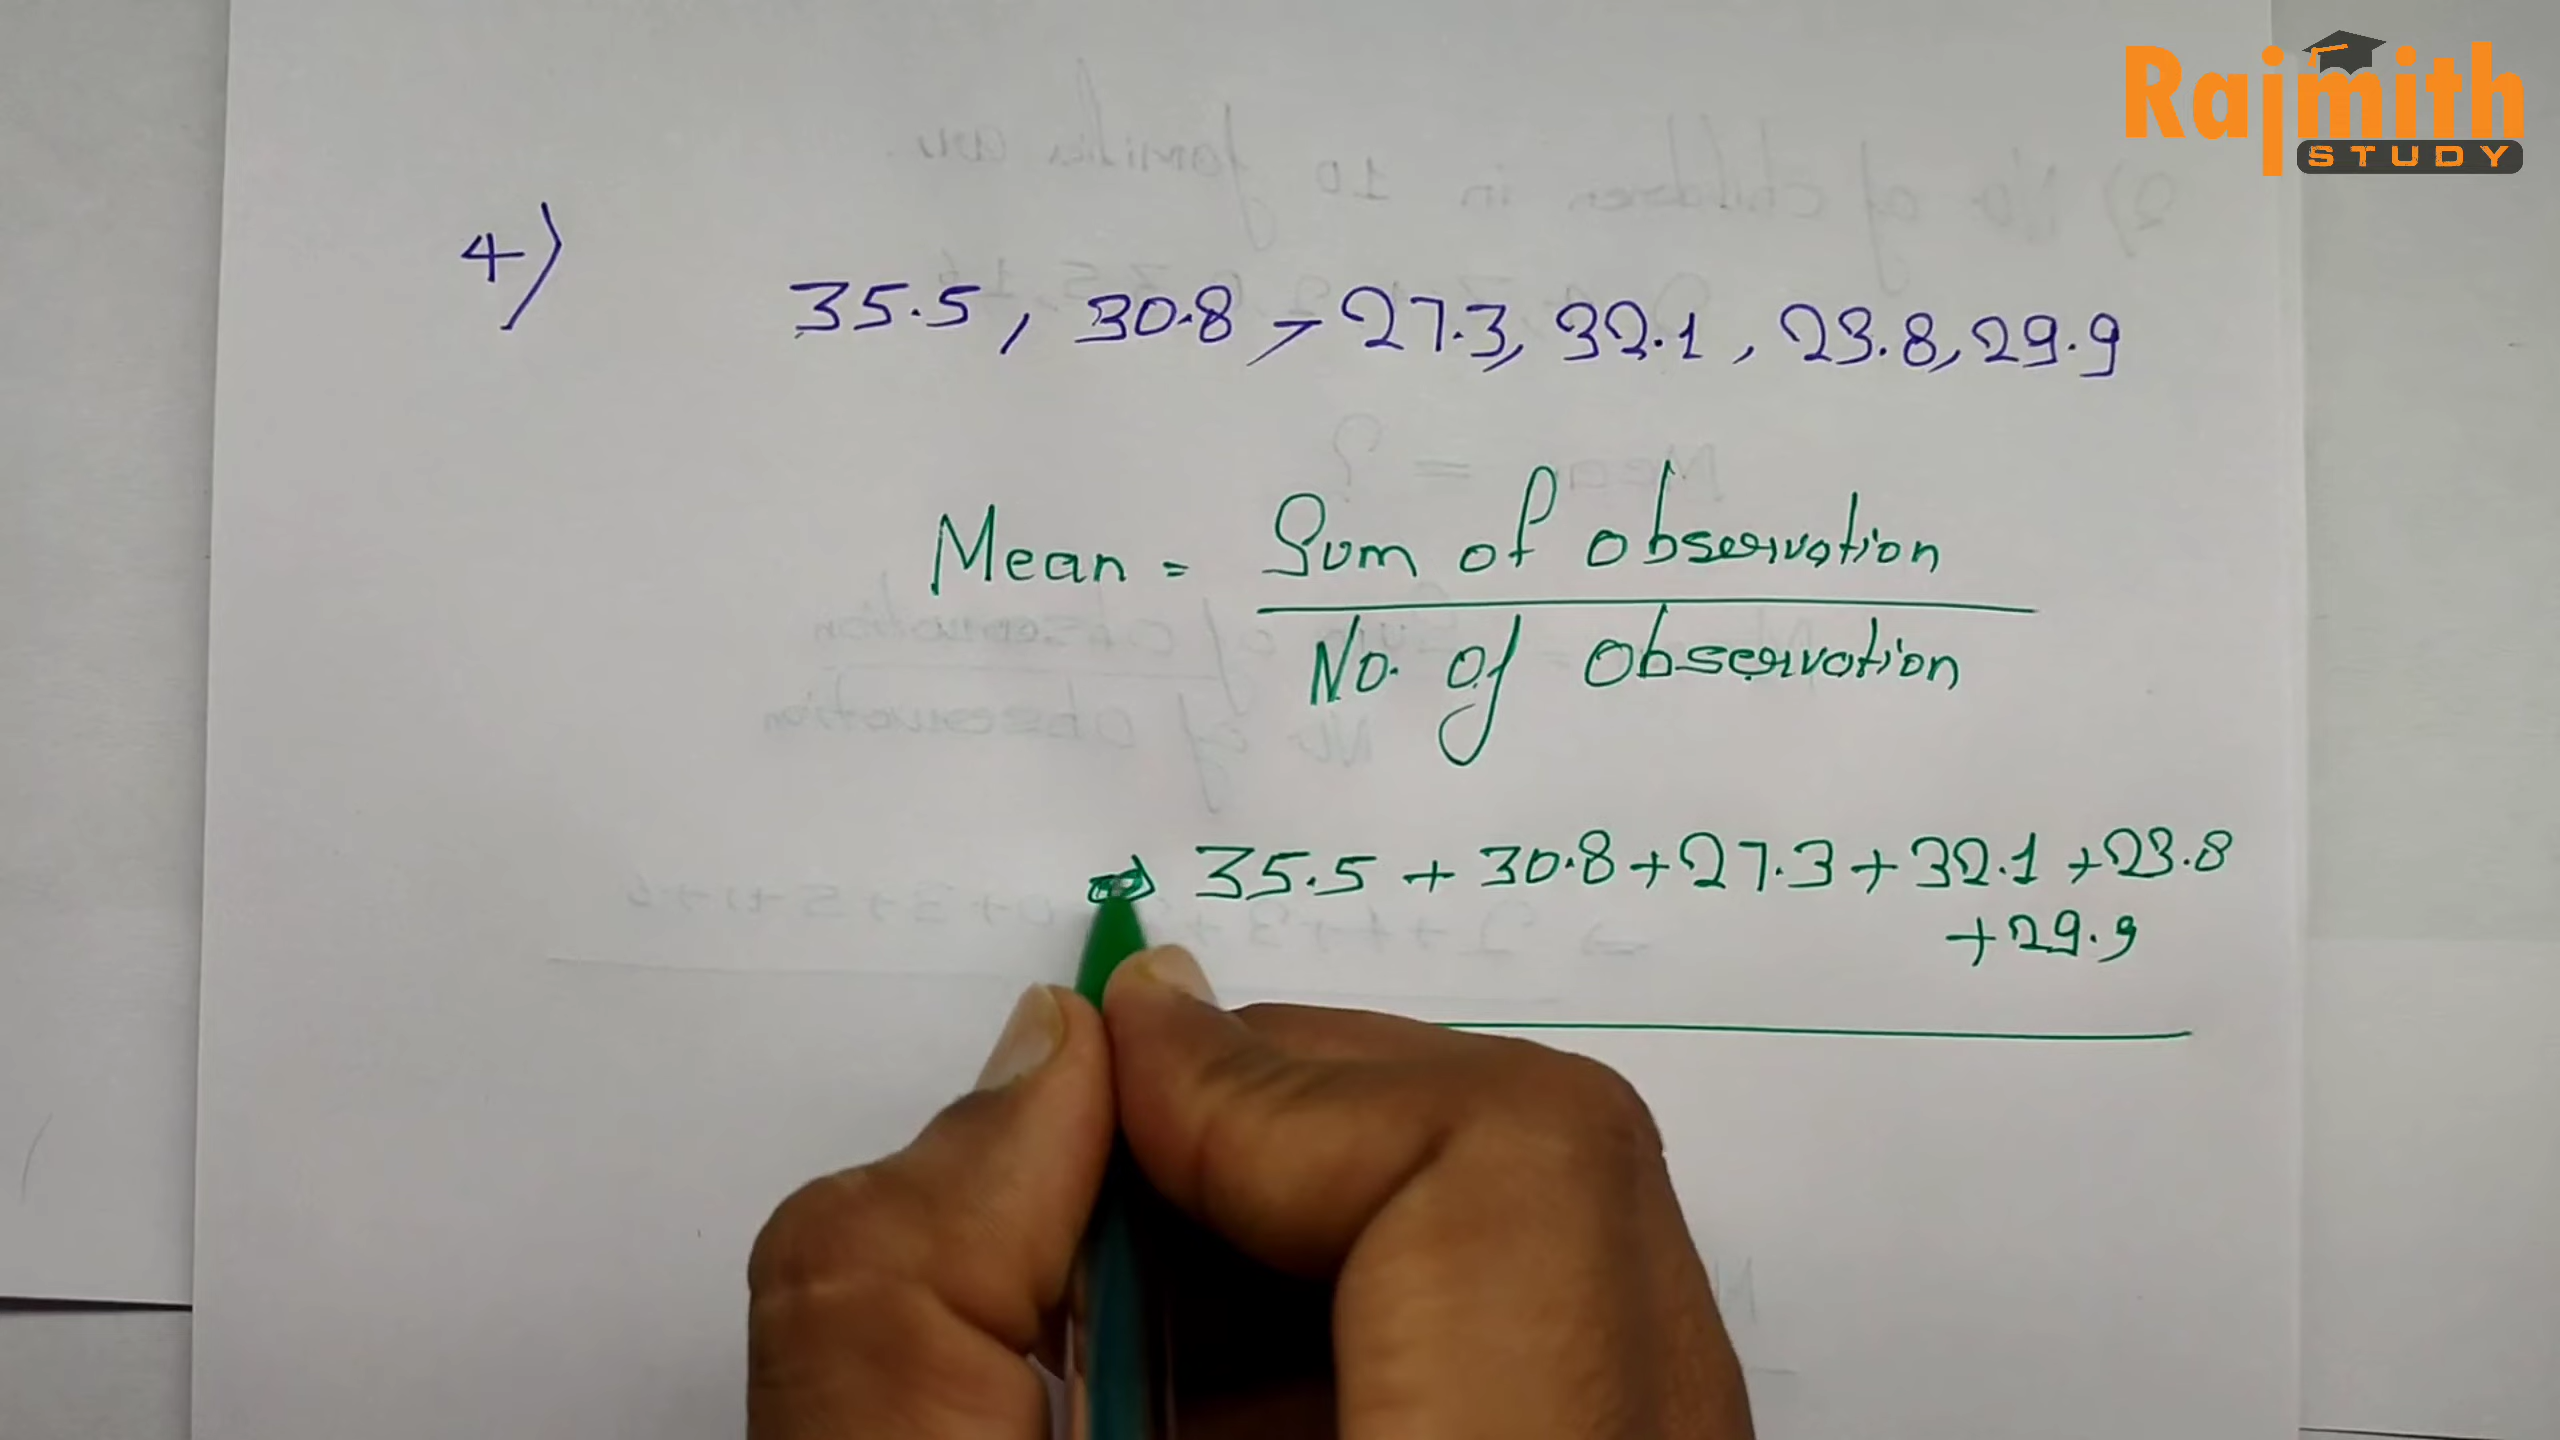 Rajmith
STUDY
4)
35.5, 30.8, 27.3, 32.1, 23.8, 29.9
Mean = Sum of observation
No. of Observation
⇒ 35.5 + 30.8 + 27.3 + 32.1 + 23.8
+ 29.9